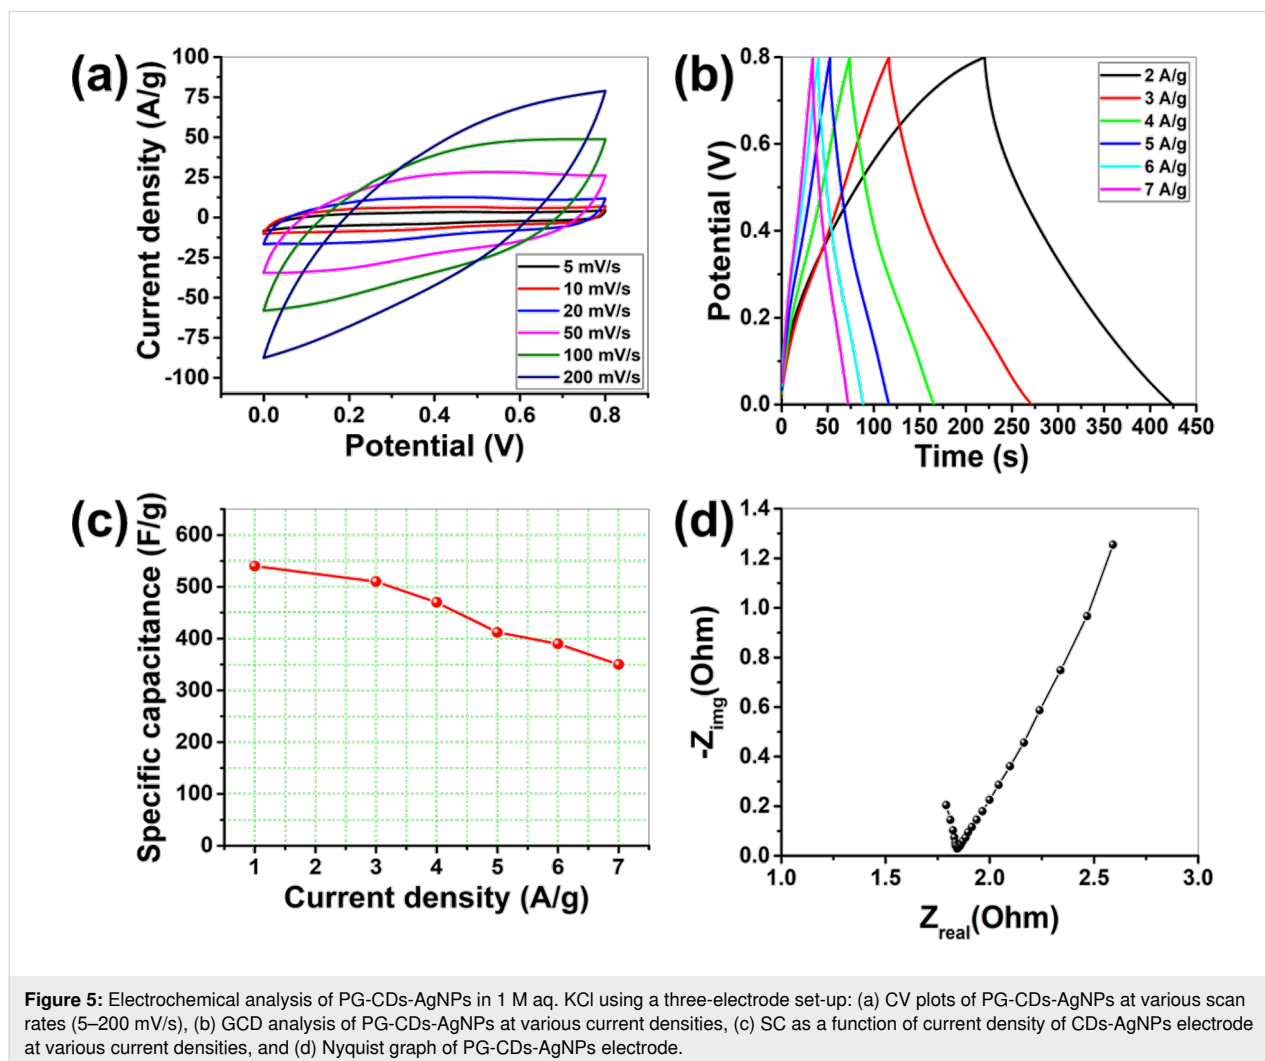 (a)
Current density (A/g)
100
75
50
25
0
-25
-50
-75
-100
5 mV/s
10 mV/s
20 mV/s
50 mV/s
100 mV/s
200 mV/s
0.0 0.2 0.4 0.6 0.8
Potential (V)
(b)
Potential (V)
0.8
0.6
0.4
0.2
0.0
2 A/g
3 A/g
4 A/g
5 A/g
6 A/g
7 A/g
0 50 100 150 200 250 300 350 400 450
Time (s)
(c)
Specific capacitance (F/g)
600
500
400
300
200
100
0
1 2 3 4 5 6 7
Current density (A/g)
(d)
-Zimg(Ohm)
1.4
1.2
1.0
0.8
0.6
0.4
0.2
0.0
1.0 1.5 2.0 2.5 3.0
Zreal(Ohm)
Figure 5: Electrochemical analysis of PG-CDs-AgNPs in 1 M aq. KCl using a three-electrode set-up: (a) CV plots of PG-CDs-AgNPs at various scan
rates (5–200 mV/s), (b) GCD analysis of PG-CDs-AgNPs at various current densities, (c) SC as a function of current density of CDs-AgNPs electrode
at various current densities, and (d) Nyquist graph of PG-CDs-AgNPs electrode.